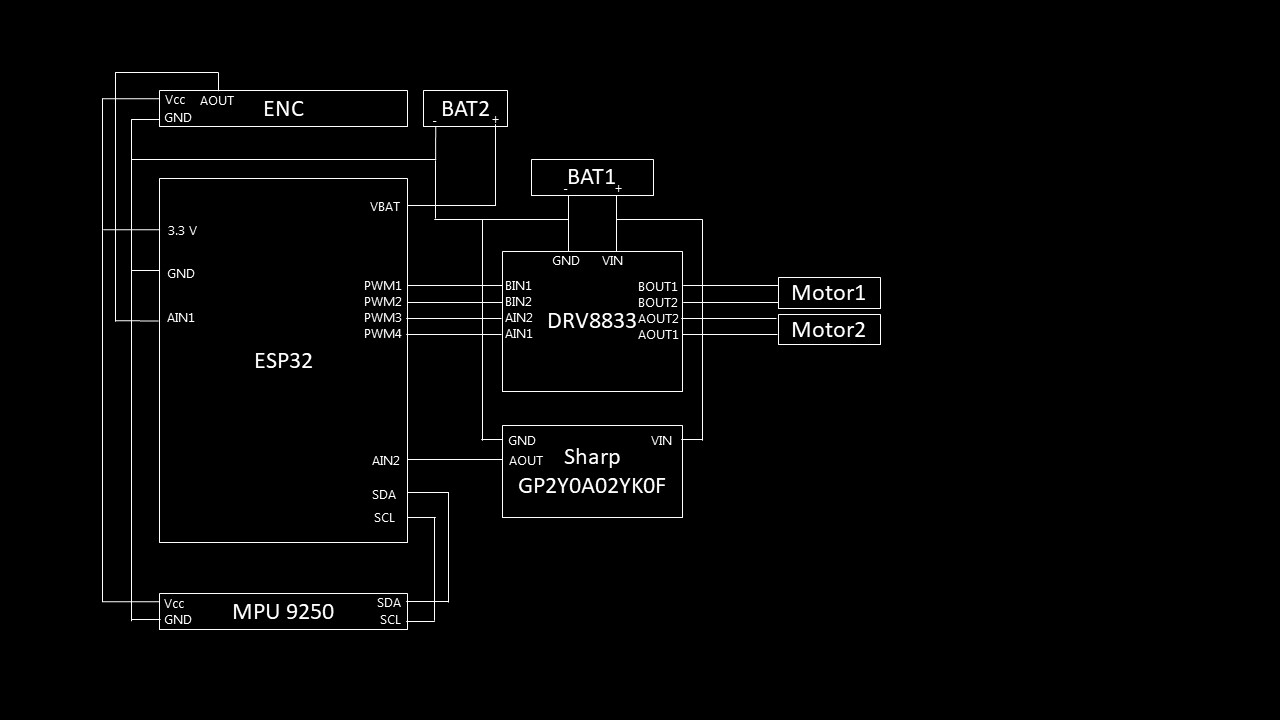 Vcc AOUT ENC
GND
BAT2
- +
BAT1
- +
VBAT
3.3 V
GND
AIN1
ESP32
PWM1
PWM2
PWM3
PWM4
AIN2
SDA
SCL
GND VIN
BIN1 BOUT1
BIN2 BOUT2
AIN2 DRV8833 AOUT2
AIN1 AOUT1
Motor1
Motor2
GND VIN
AOUT Sharp
GP2Y0A02YK0F
Vcc MPU 9250 SDA
GND SCL